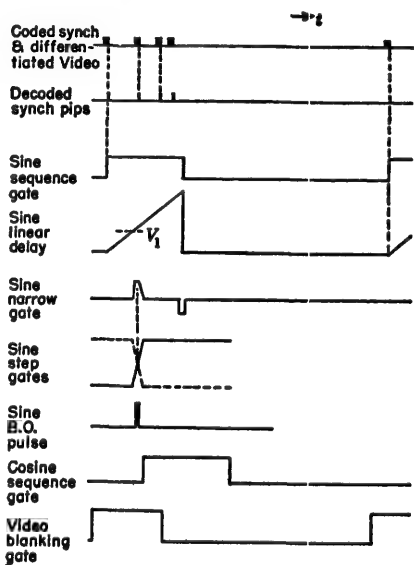 t
Coded synch
& differen-
tiated Video
Decoded
synch pips
Sine
sequence
gate
Sine
linear
delay
V1
Sine
narrow
gate
Sine
step
gates
Sine
B.O.
pulse
Cosine
sequence
gate
Video
blanking
gate